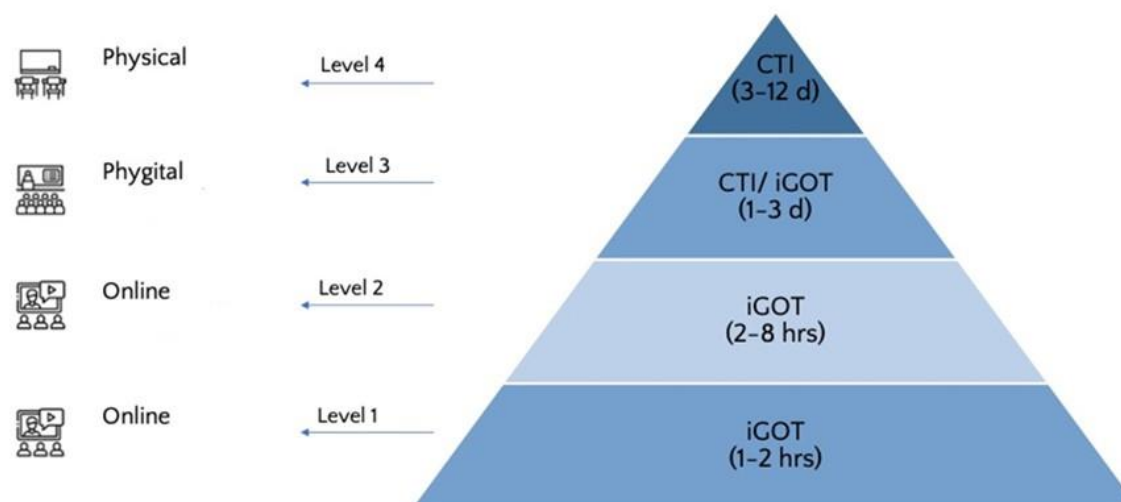 Physical
Level 4
CTI
(3-12 d)
Phygital
Level 3
CTI/ iGOT
(1-3 d)
Online
Level 2
iGOT
(2-8 hrs)
Online
Level 1
iGOT
(1-2 hrs)